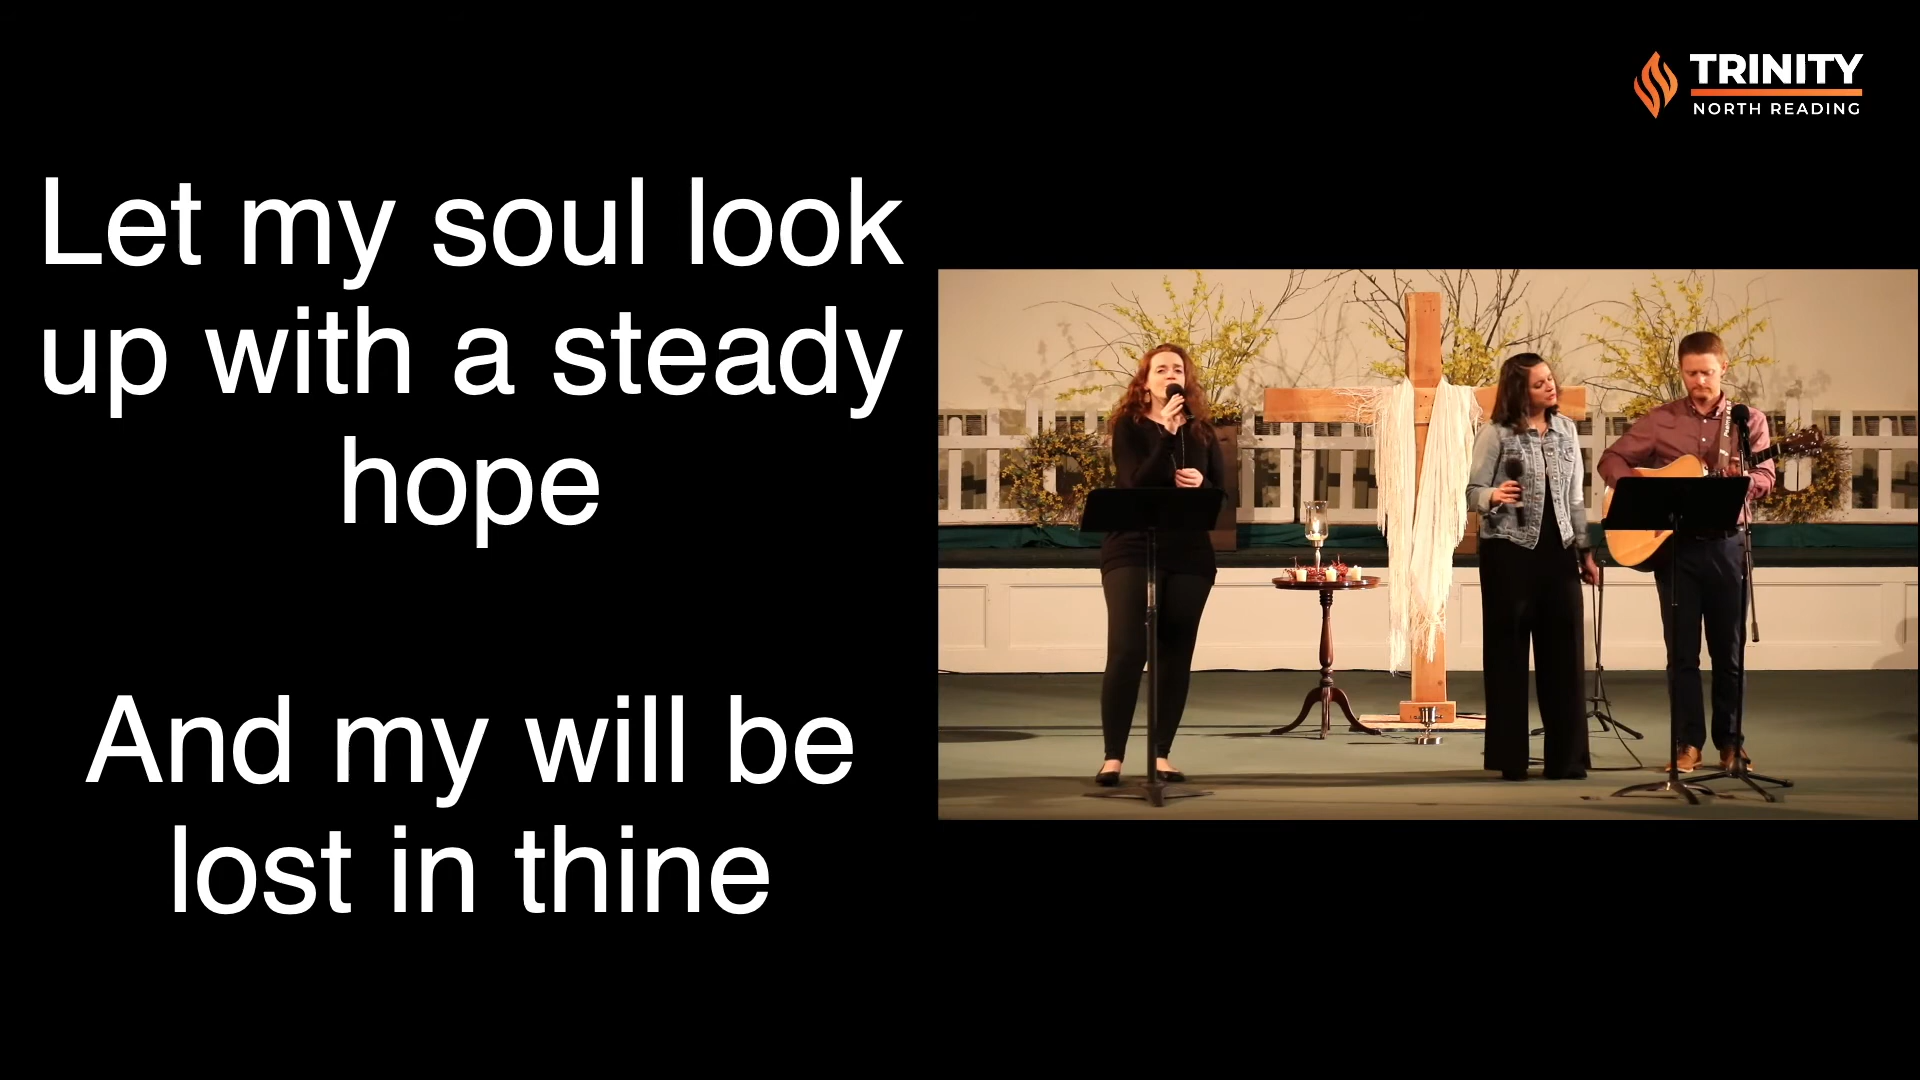 TRINITY
NORTH READING
Let my soul look
up with a steady
hope
And my will be
lost in thine